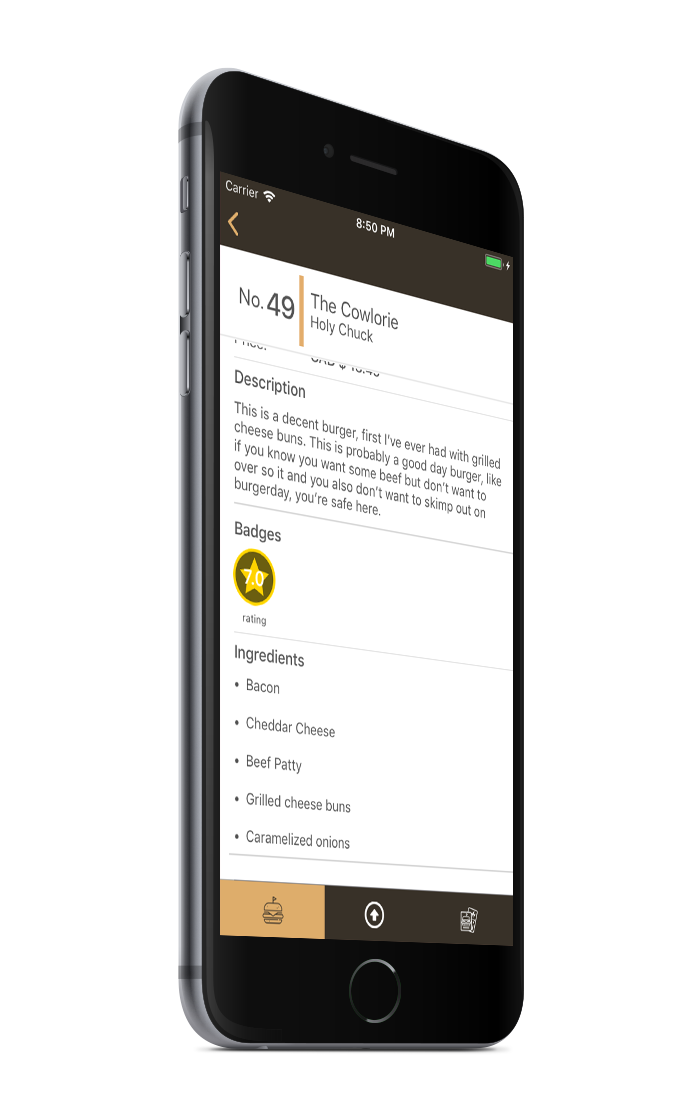 Carrier
8:50 PM
No. 49
The Cowlorie
Holy Chuck
Price:
CAD $
Description
This is a decent burger, first I've ever had with grilled
cheese buns. This is probably a good day burger, like
if you know you want some beef but don't want to
over so it and you also don't want to skimp out on
burgerday, you're safe here.
Badges
7.0
rating
Ingredients
• Bacon
• Cheddar Cheese
• Beef Patty
• Grilled cheese buns
• Caramelized onions